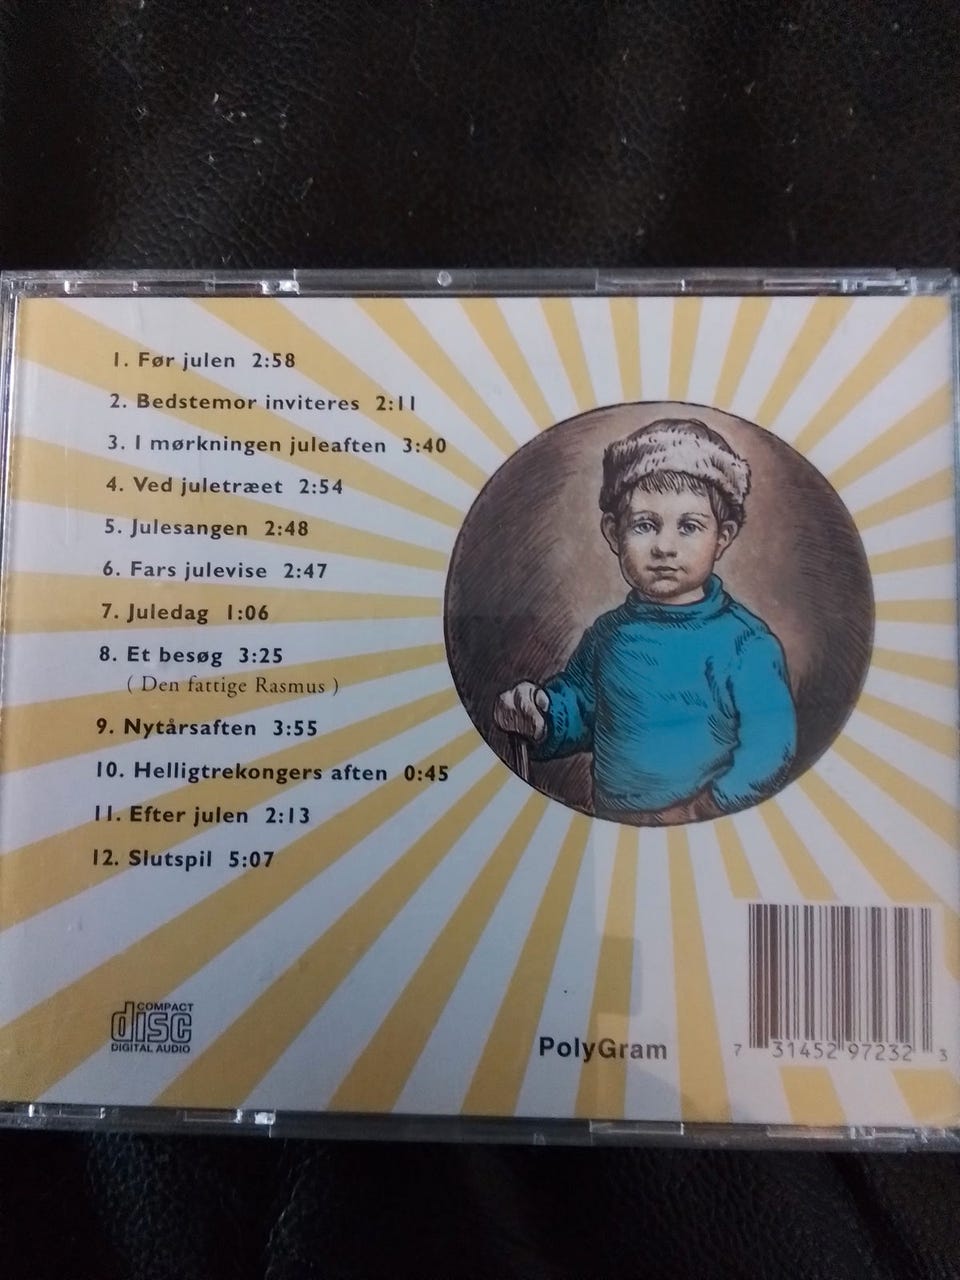 1. Før julen 2:58
2. Bedstemor inviteres 2:11
3. I mørkningen juleaften 3:40
4. Ved juletræet 2:54
5. Julesangen 2:48
6. Fars julevise 2:47
7. Juledag 1:06
8. Et besøg 3:25
( Den fattige Rasmus )
9. Nytårsaften 3:55
10. Helligtrekongers aften 0:45
11. Efter julen 2:13
12. Slutspil 5:07
COMPACT
disc
DIGITAL AUDIO
PolyGram
7 31452 97232 3